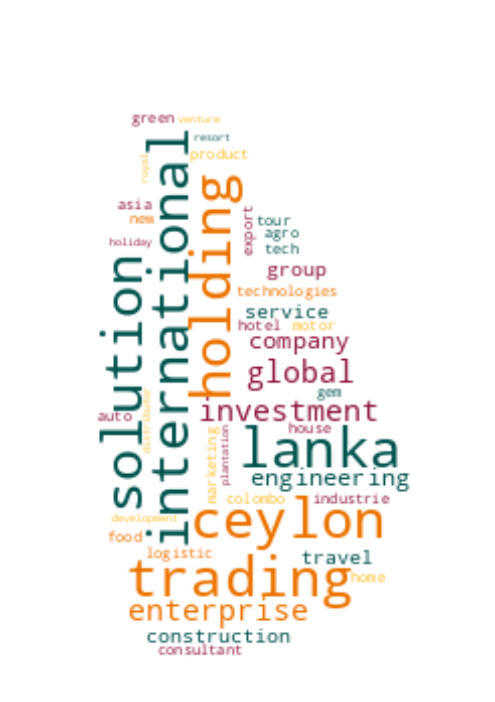 green venture
resort
product
royal
international
holding
asia
new
export
tour
agro
tech
holiday
solution
group
technologies
service
hotel motor
company
global
gem
auto
distributor
investment
house
marketing
plantation
lanka
engineering
colombo industrie
development
ceylon
food
logistic
travel
trading
home
enterprise
construction
consultant